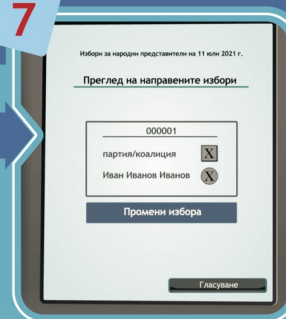 7
Избори за народни представители на 11 юли 2021 г.
Преглед на направените избори
000001
партия/коалиция X
Иван Иванов Иванов X
Промени избора
Гласуване